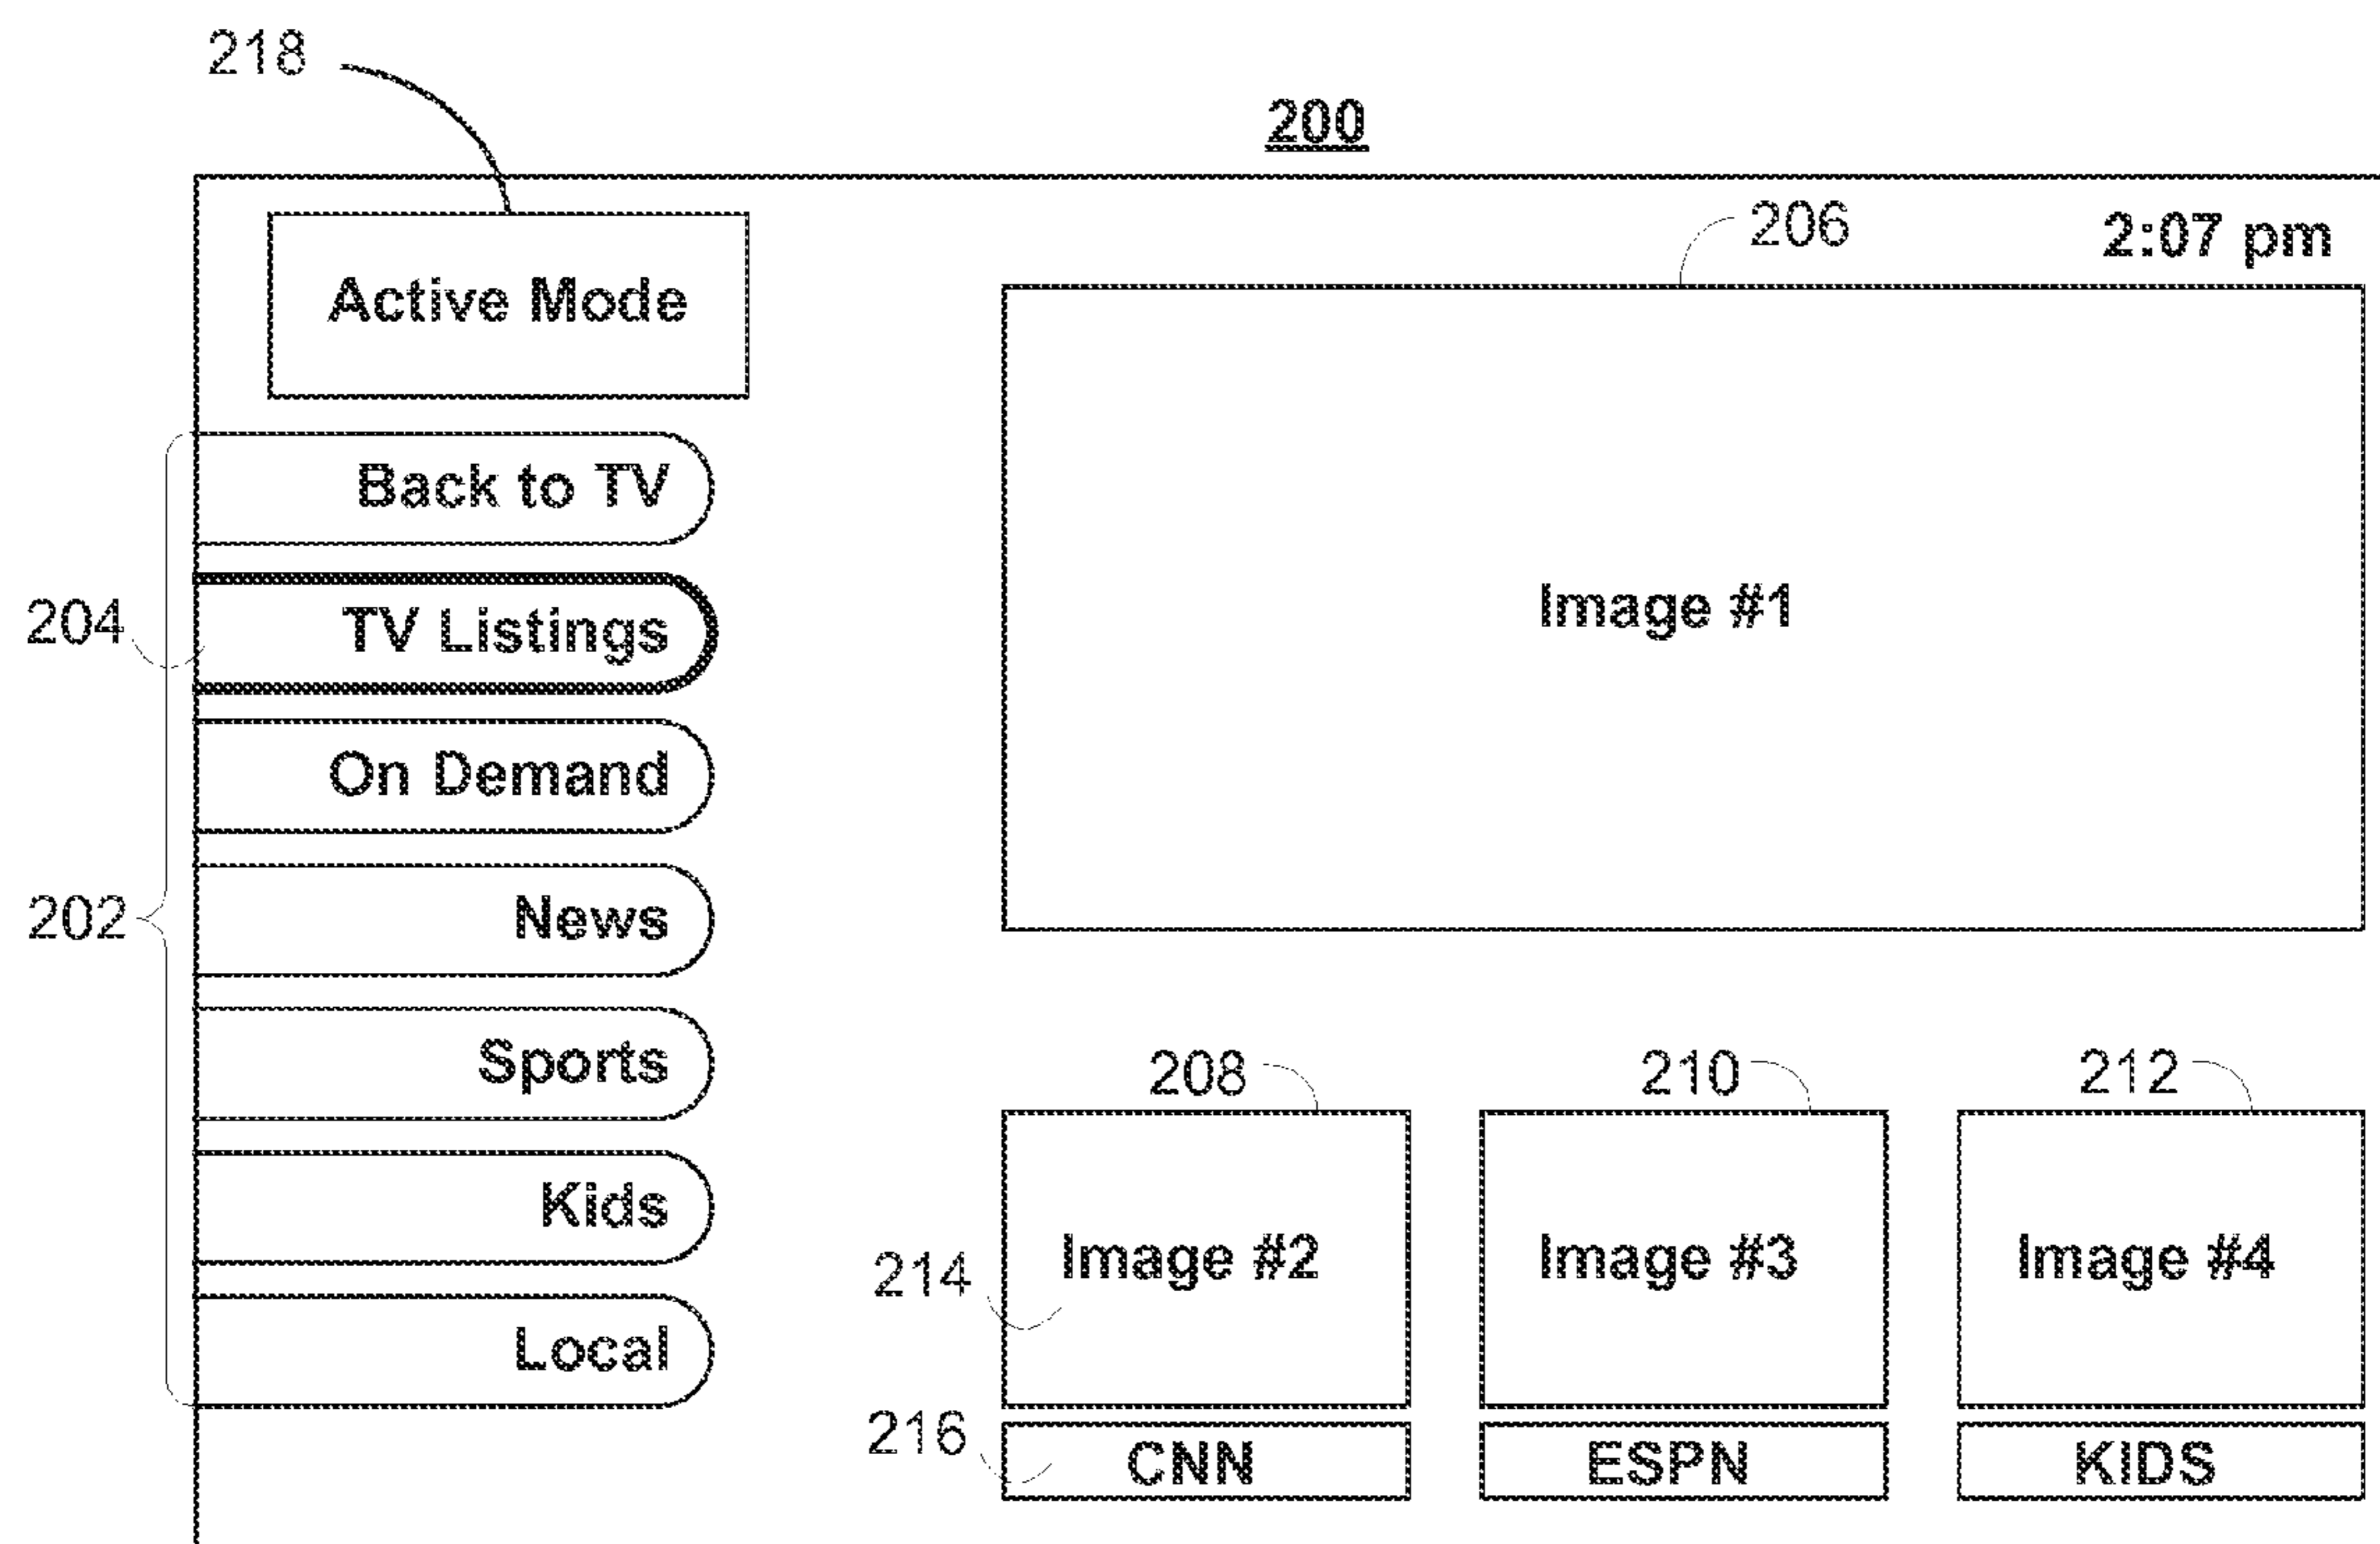 218
200
206
2:07 pm
Active Mode
Back to TV
204
TV Listings
Image #1
On Demand
202
News
Sports
208
210
212
Kids
214
Image #2
Image #3
Image #4
Local
216
CNN
ESPN
KIDS